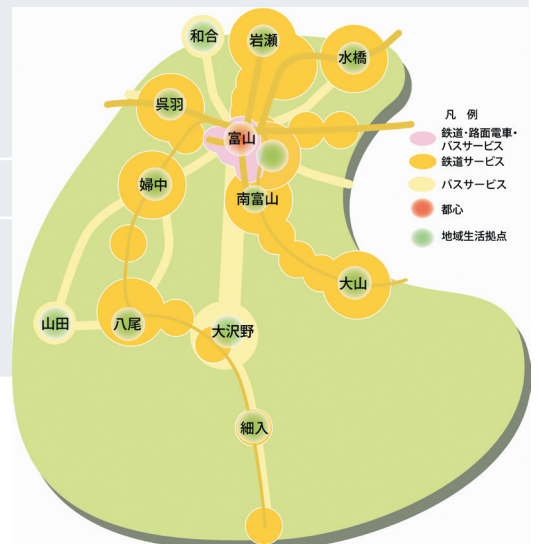 和合
岩瀬
水橋
呉羽
富山
婦中
南富山
大山
山田
八尾
大沢野
細入
凡 例
鉄道・路面電車・
バスサービス
鉄道サービス
バスサービス
都心
地域生活拠点